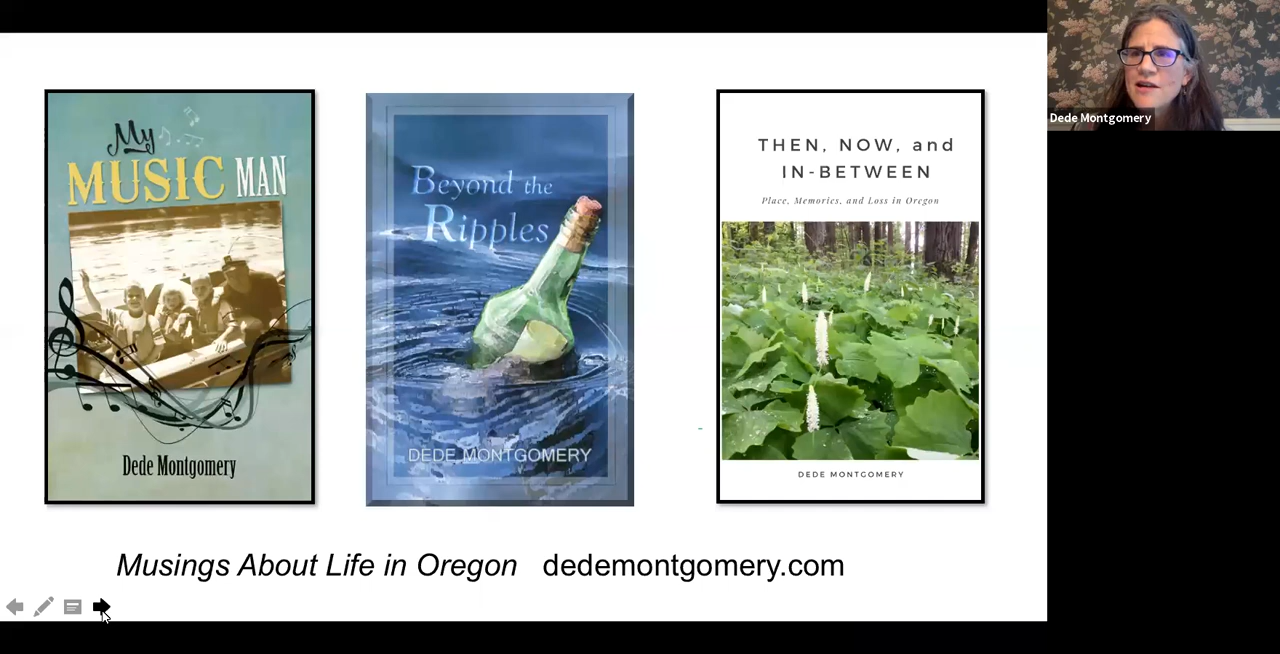 My
MUSIC MAN
Dede Montgomery
Beyond the
Ripples
DEDE MONTGOMERY
THEN, NOW, and
IN-BETWEEN
Place, Memories, and Loss in Oregon
DEDE MONTGOMERY
Musings About Life in Oregon dedemontgomery.com
Dede Montgomery